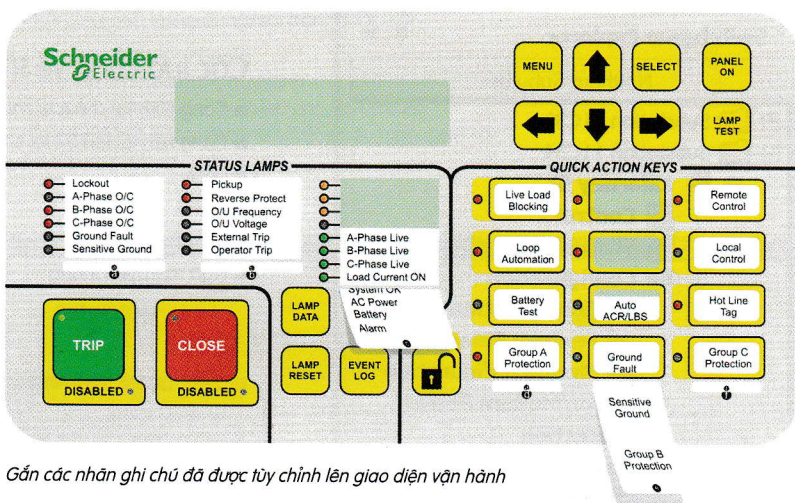 Schneider
Electric
MENU
SELECT
PANEL
ON
LAMP
TEST
STATUS LAMPS
QUICK ACTION KEYS
Lockout
A-Phase O/C
B-Phase O/C
C-Phase O/C
Ground Fault
Sensitive Ground
a
Pickup
Reverse Protect
O/U Frequency
O/U Voltage
External Trip
Operator Trip
b
A-Phase Live
B-Phase Live
C-Phase Live
Load Current ON
System OK
AC Power
Battery
Alarm
Live Load
Blocking
Remote
Control
Loop
Automation
Local
Control
Battery
Test
Auto
ACR/LBS
Hot Line
Tag
Group A
Protection
Ground
Fault
Group C
Protection
d
f
Sensitive
Ground
Group B
Protection
TRIP
DISABLED
CLOSE
DISABLED
LAMP
DATA
LAMP
RESET
EVENT
LOG
Gắn các nhãn ghi chú đã được tùy chỉnh lên giao diện vận hành